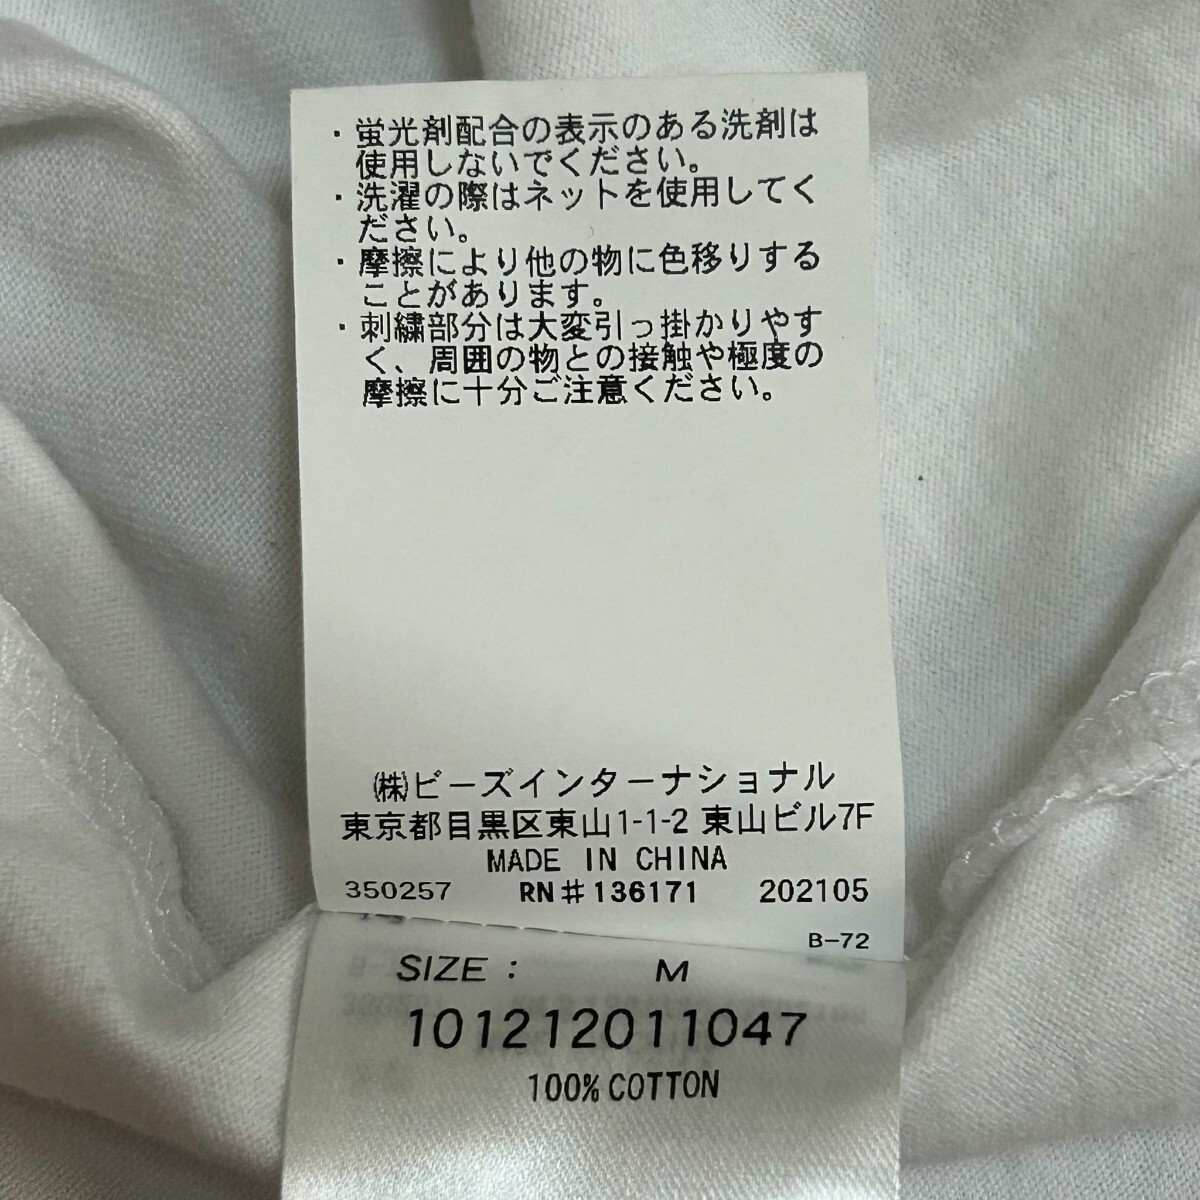 ・蛍光剤配合の表示のある洗剤は
使用しないでください。
・洗濯の際はネットを使用してく
ださい。
・摩擦により他の物に色移りする
ことがあります。
・刺繍部分は大変引っ掛かりやす
く、周囲の物との接触や極度の
摩擦に十分ご注意ください。
㈱ビーズインターナショナル
東京都目黒区東山1-1-2 東山ビル7F
MADE IN CHINA
350257 RN#136171 202105
B-72
SIZE : M
101212011047
100% COTTON